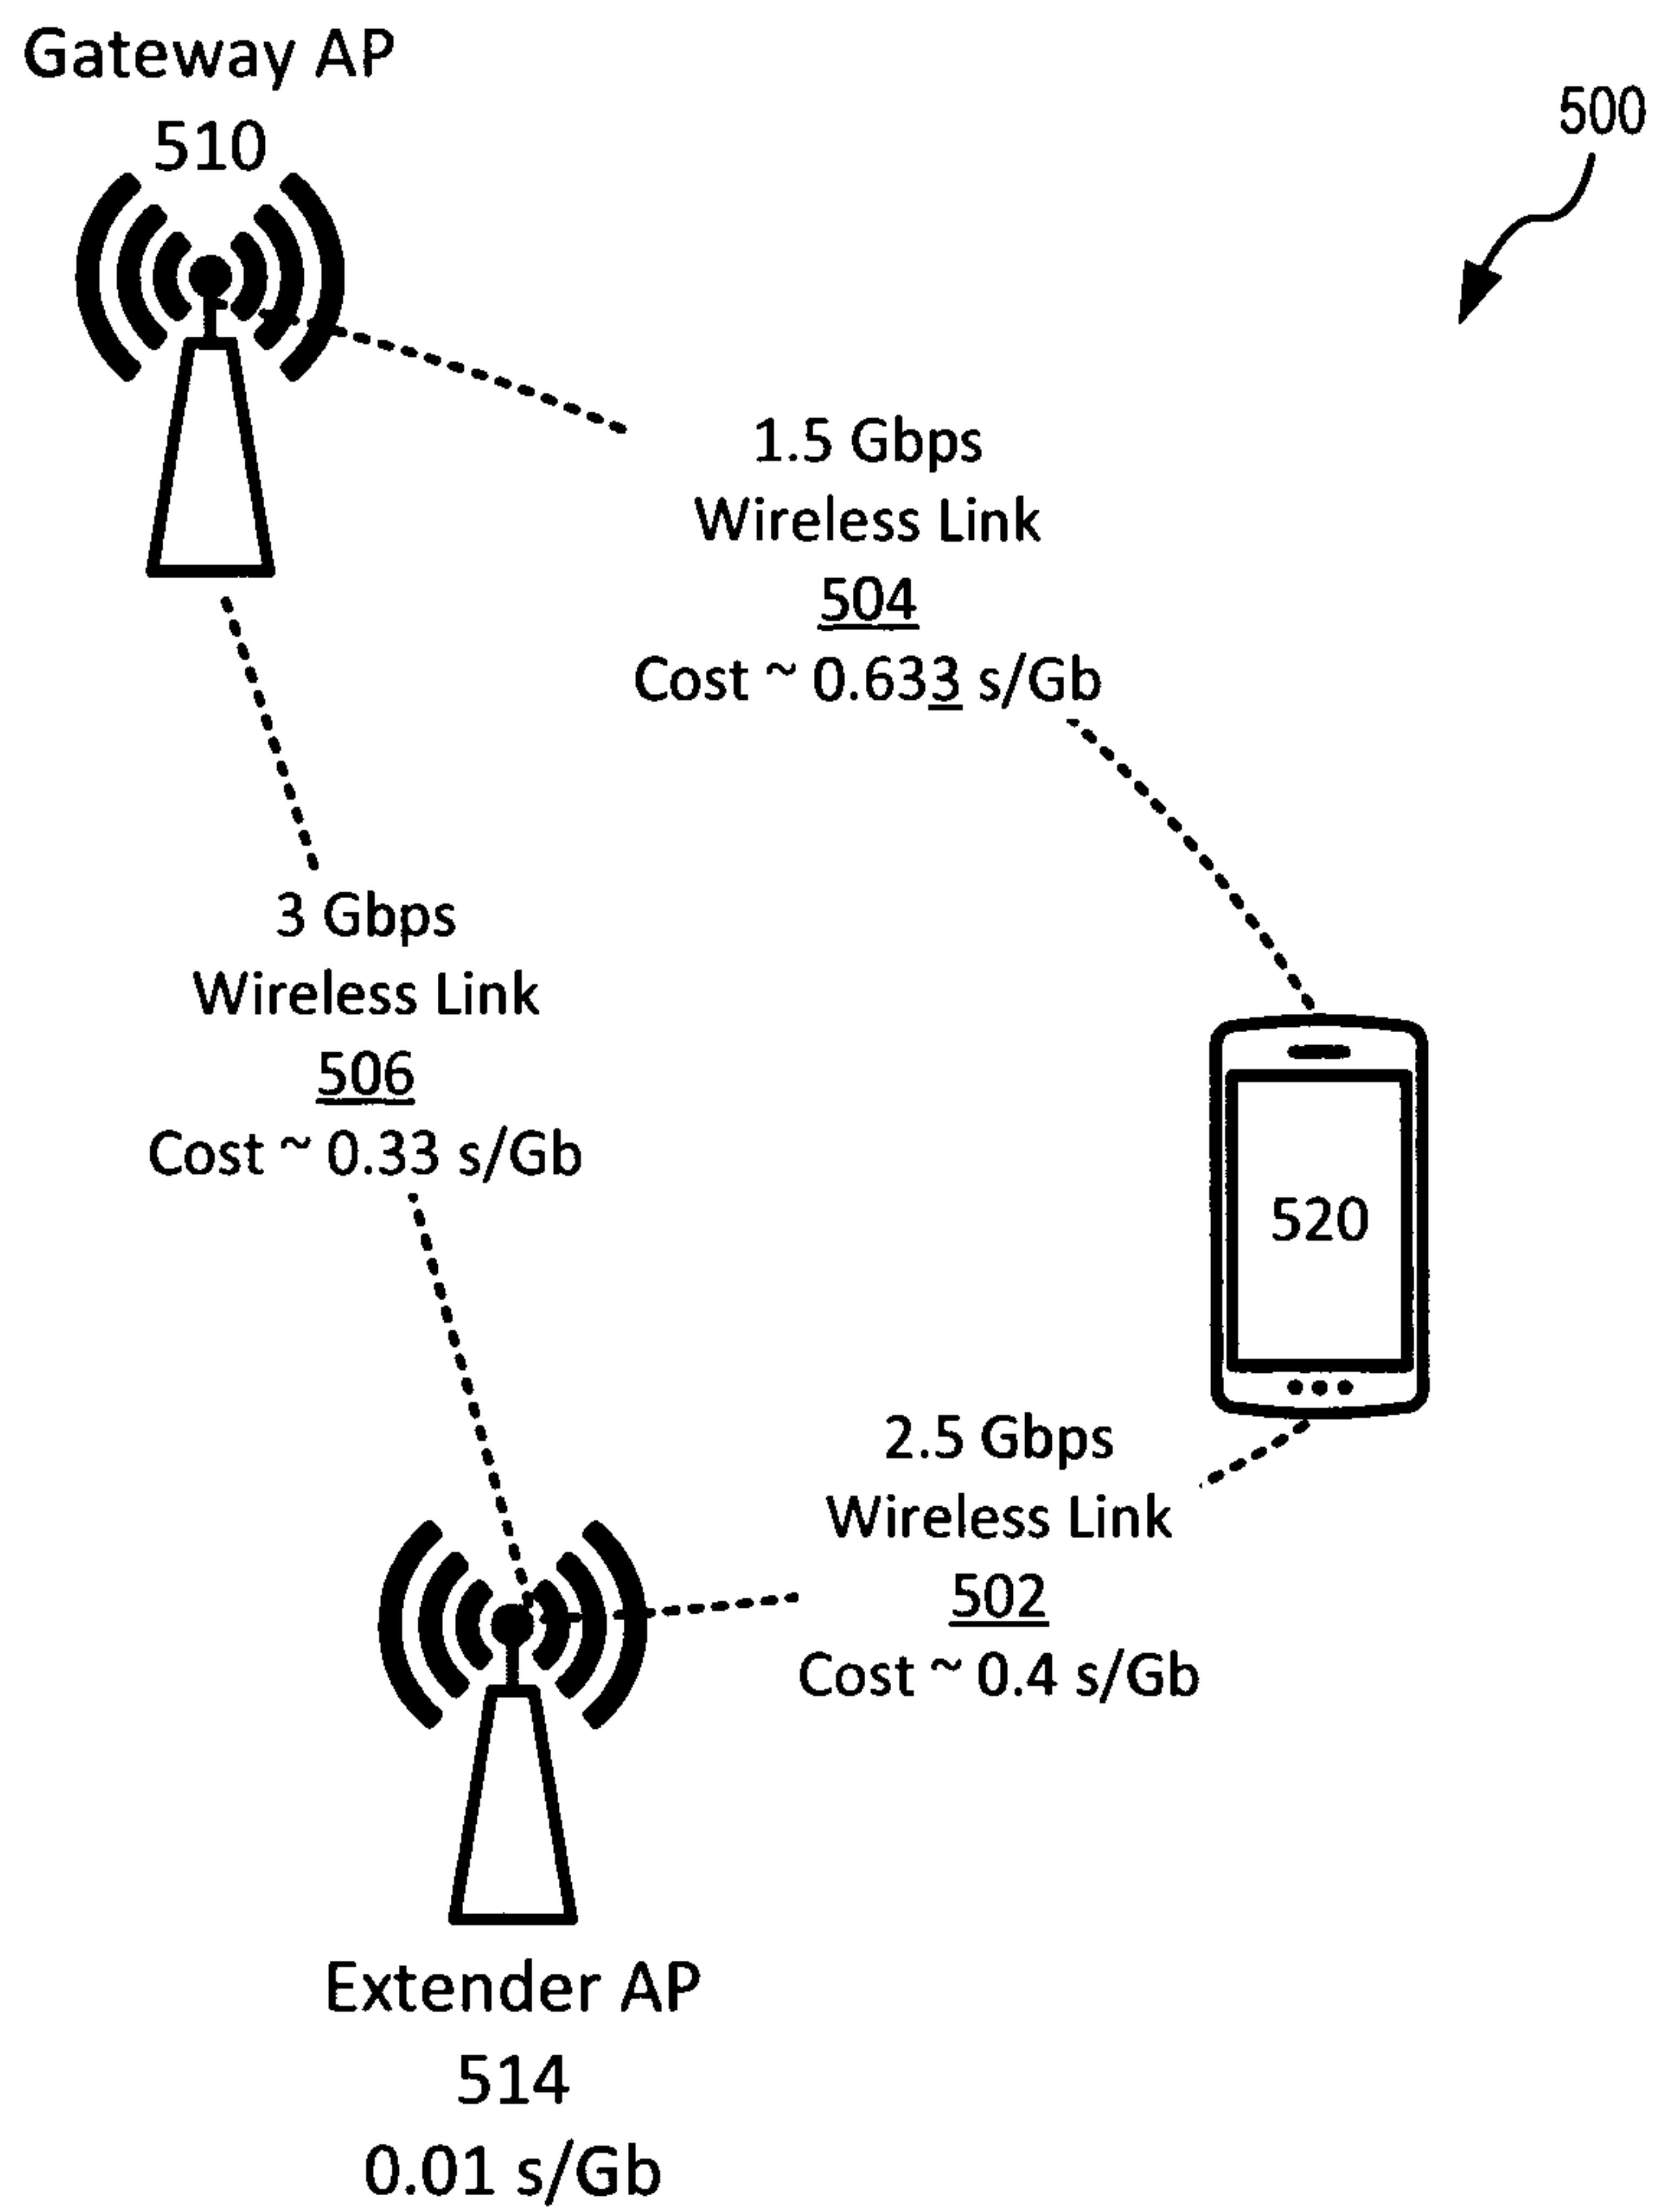 Gateway AP
510
500
1.5 Gbps
Wireless Link
504
Cost ~ 0.633 s/Gb
3 Gbps
Wireless Link
506
Cost ~ 0.33 s/Gb
520
2.5 Gbps
Wireless Link
502
Cost ~ 0.4 s/Gb
Extender AP
514
0.01 s/Gb